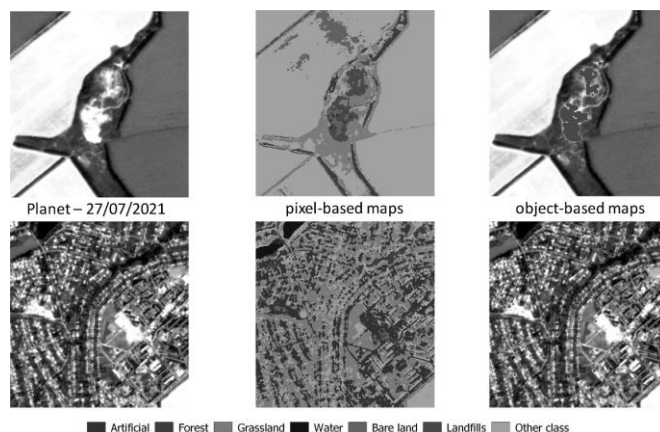 Planet – 27/07/2021
pixel-based maps
object-based maps
Artificial Forest Grassland Water Bare land Landfills Other class